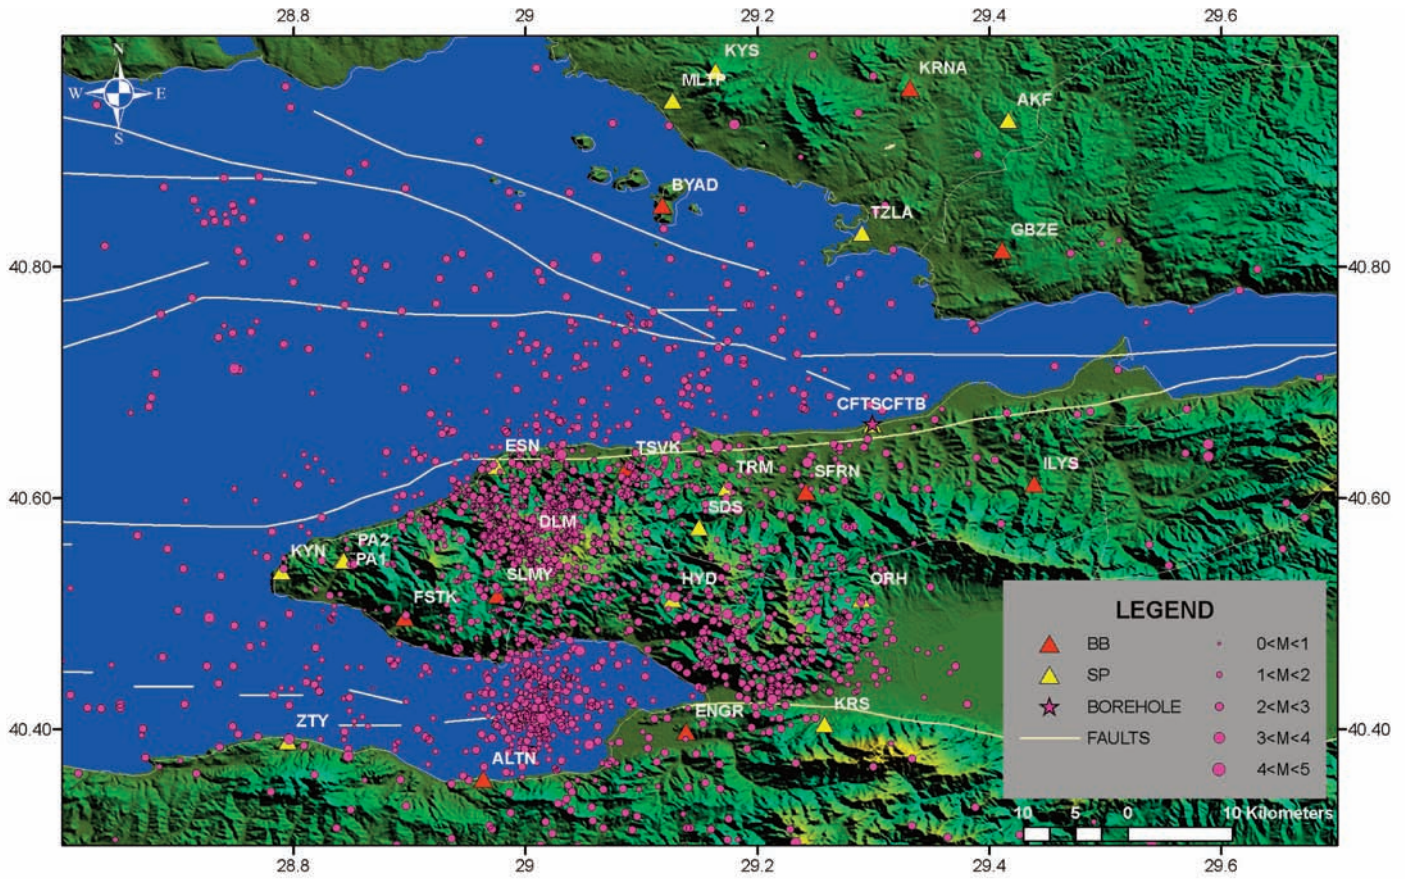 28.8 29 29.2 29.4 29.6
N
W E
S
KYS
MLTP
KRNA
AKF
BYAD
TZLA
GBZE
40.80 40.80
CFTSCFTB
ESN
TSVK
TRM
SFRN
ILYS
40.60 40.60
SDS
DLM
PA2
KYN
PA1
SLMY
HYD
ORH
FSTK
LEGEND
BB 0<M<1
SP 1<M<2
BOREHOLE 2<M<3
FAULTS 3<M<4
4<M<5
ZTY
ENGR
KRS
40.40 40.40
ALTN
10 5 0 10 Kilometers
28.8 29 29.2 29.4 29.6